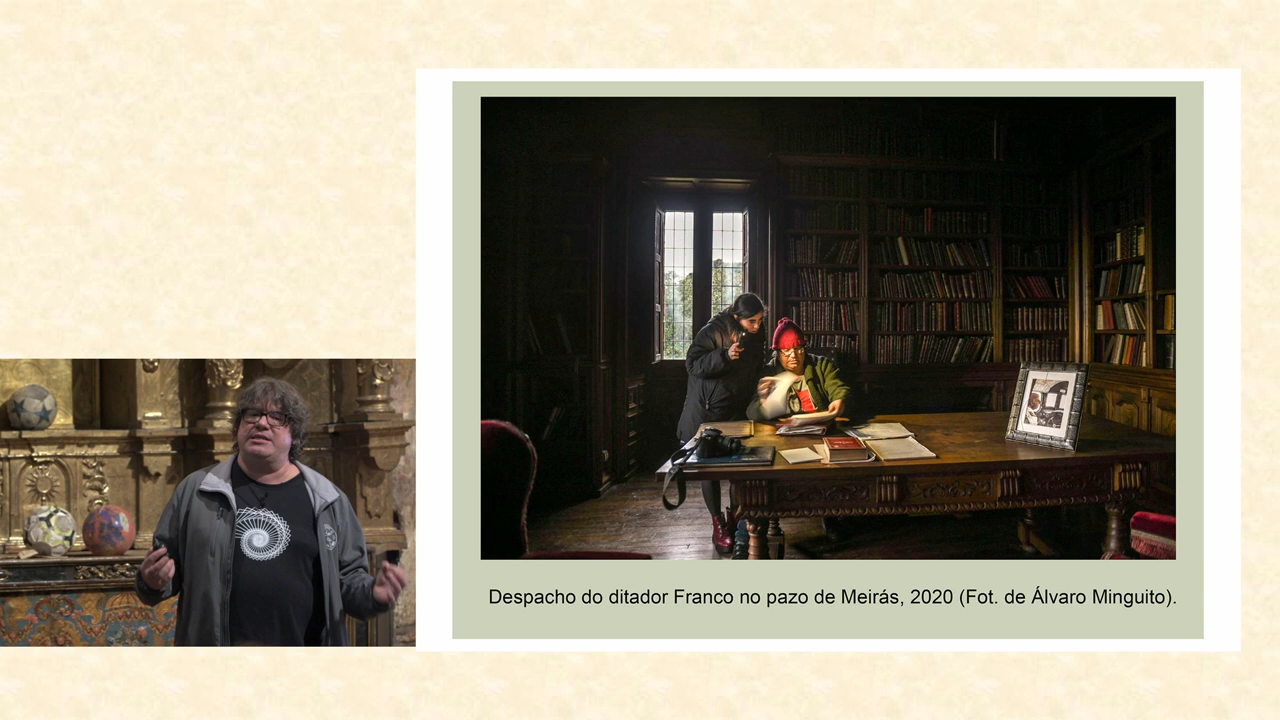 Despacho do ditador Franco no pazo de Meirás, 2020 (Fot. de Álvaro Minguito).